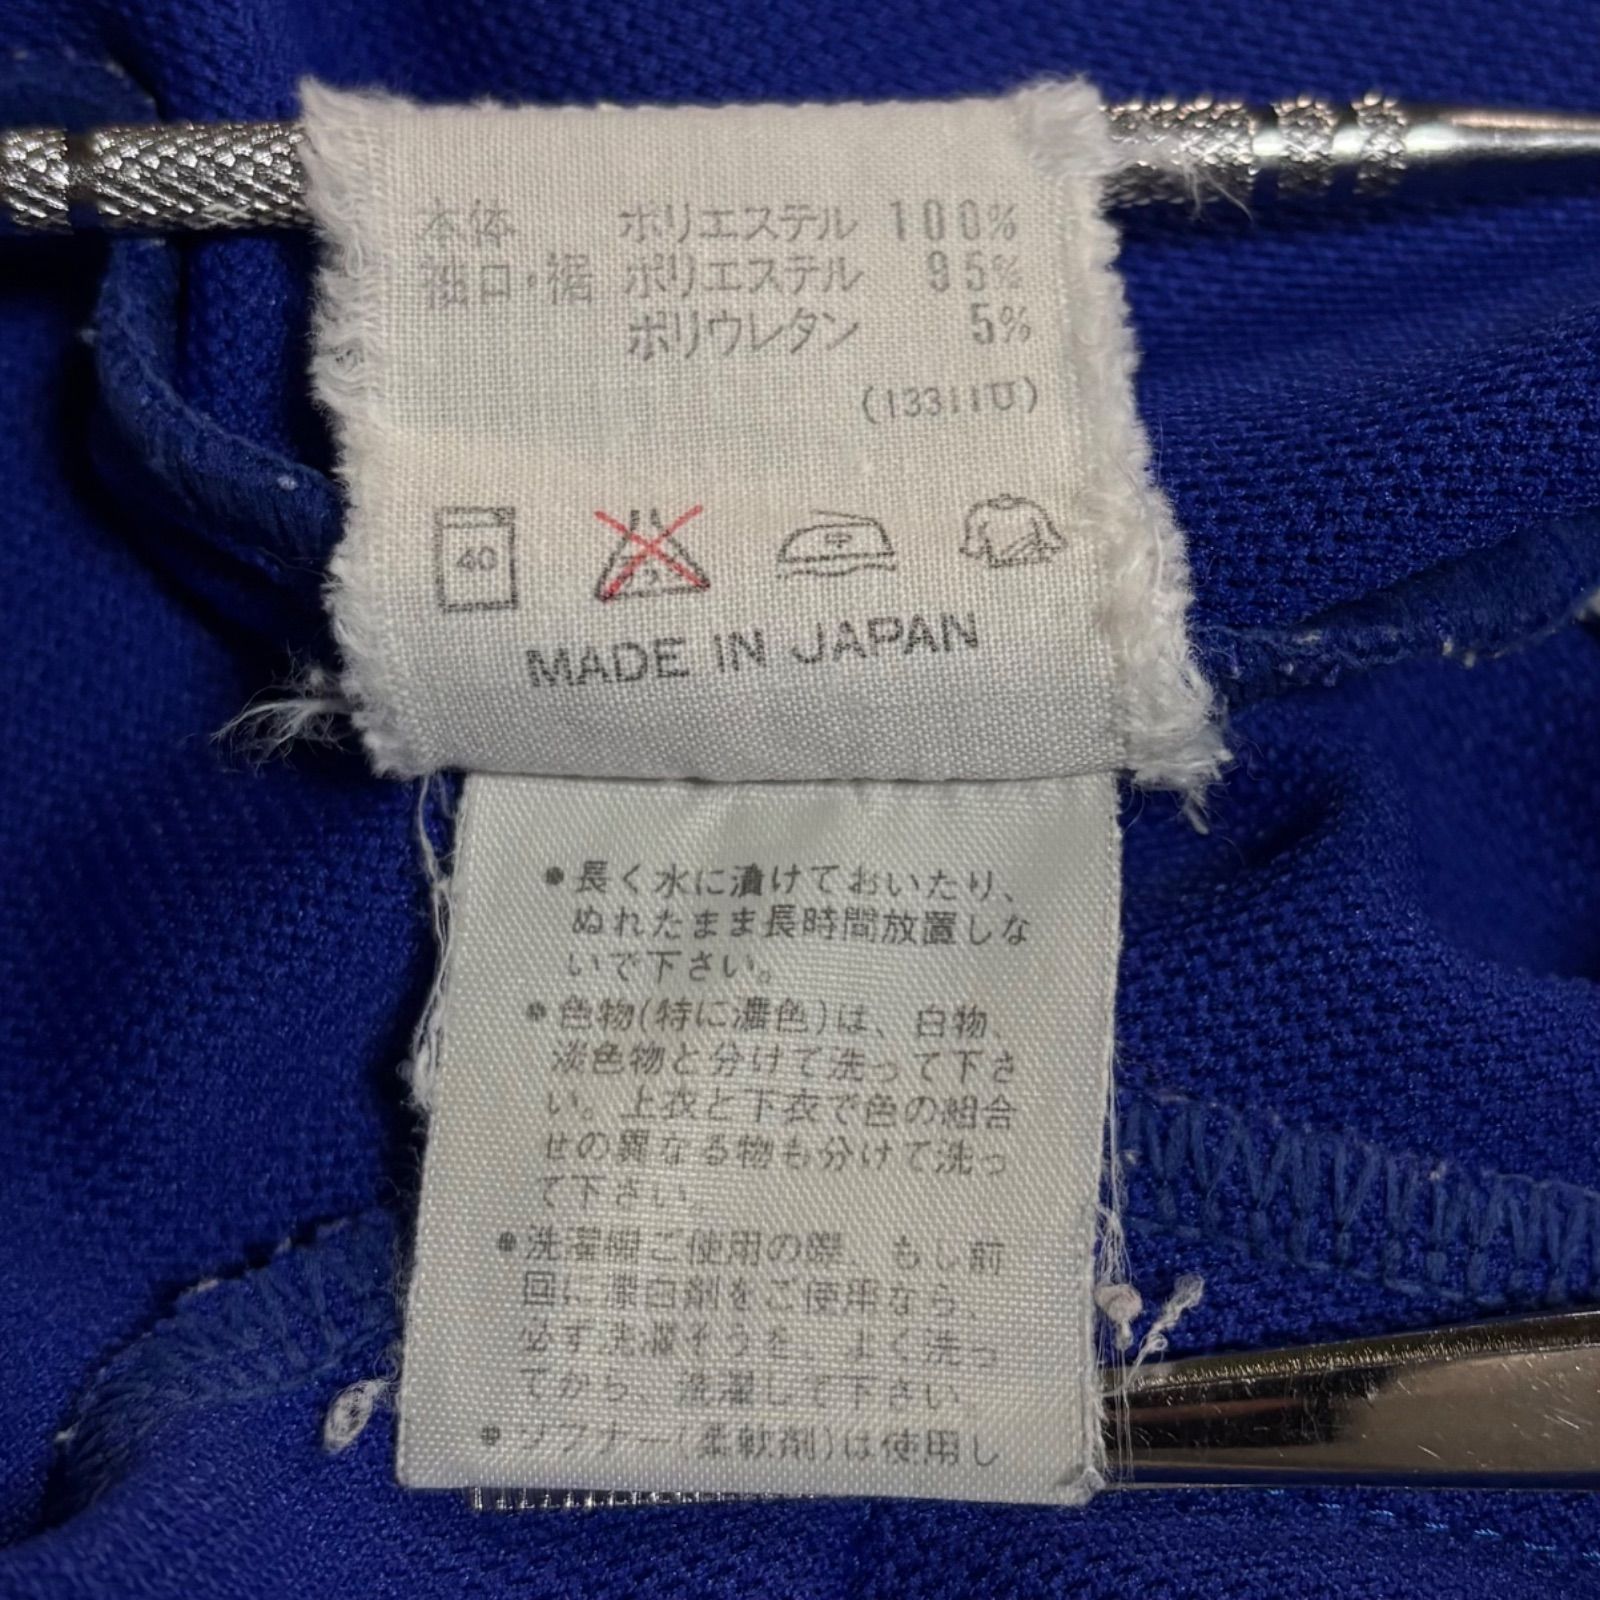 本体 ポリエステル 100%
袖口・裾 ポリエステル 95%
ポリウレタン 5%
(13311U)
40
MADE IN JAPAN
●長く水に漬けておいたり、
ぬれたまま長時間放置しな
いで下さい。
●色物(特に濃色)は、白物、
淡色物と分けて洗って下さ
い。上衣と下衣で色の組合
せの異なる物も分けて洗っ
て下さい。
●洗濯機ご使用の際、もし前
回に漂白剤をご使用なら、
必ず洗濯そうを、よく洗っ
てから、洗濯して下さい。
●ソフナー(柔軟剤)は使用し